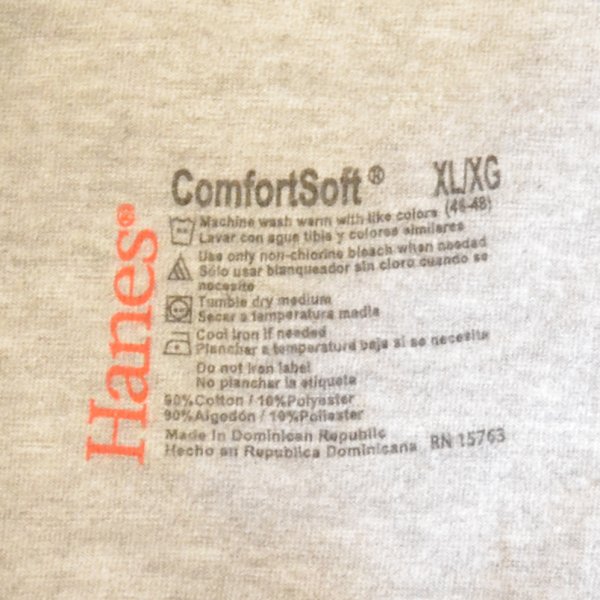 Hanes®
ComfortSoft® XL/XG
(46-48)
Machine wash warm with like colors
Lavar con agua tibia y colores similares
Use only non-chlorine bleach when needed
Sólo usar blanqueador sin cloro cuando se
necesite
Tumble dry medium
Secar a temperatura media
Cool iron if needed
Planchar a temperatura baja si se necesita
Do not iron label
No planchar la etiqueta
90%Cotton / 10%Polyester
90%Algodón / 10%Poliester
Made In Dominican Republic
Hecho en Republica Dominicana RN 15763